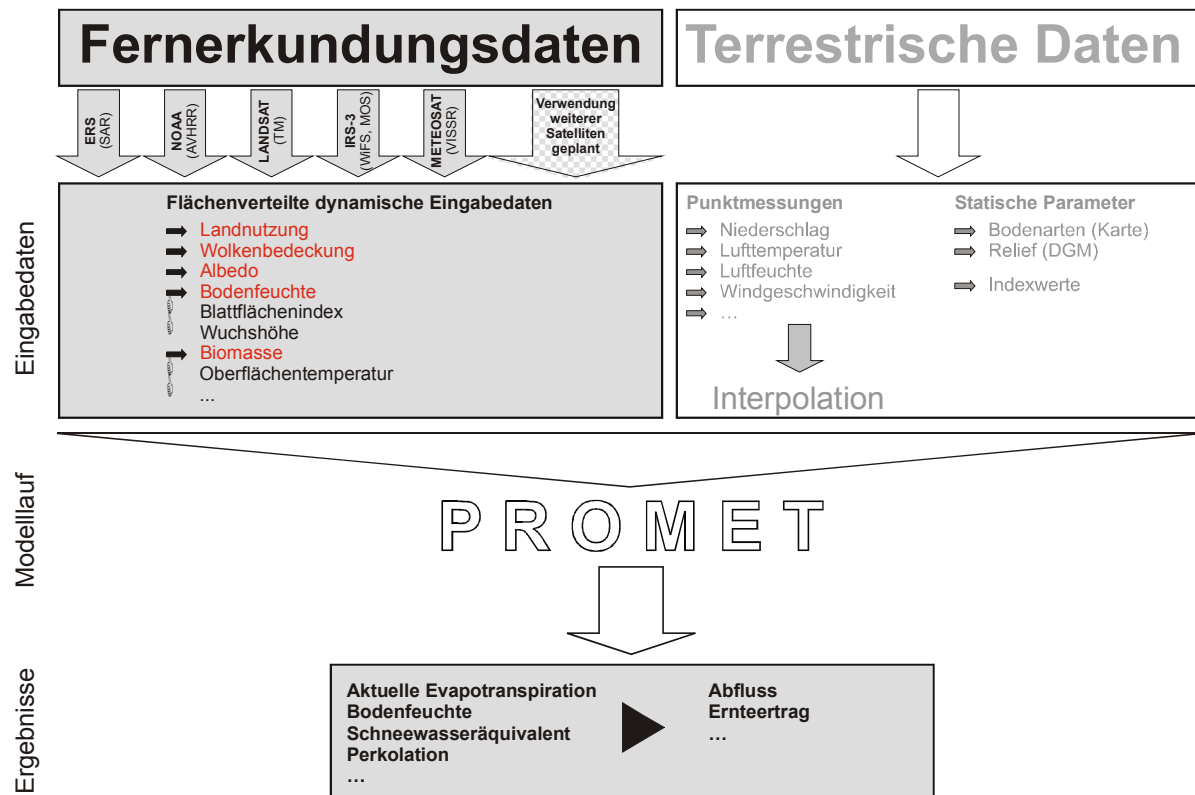 Fernerkundungsdaten
Terrestrische Daten
ERS
(SAR)
NOAA
(AVHRR)
LANDSAT
(TM)
IRS-3
(WiFS, MOS)
METEOSAT
(VISSR)
Verwendung
weiterer
Satelliten
geplant
Eingabedaten
Flächenverteilte dynamische Eingabedaten
Landnutzung
Wolkenbedeckung
Albedo
Bodenfeuchte
Blattflächenindex
Wuchshöhe
Biomasse
Oberflächentemperatur
...
Punktmessungen
Niederschlag
Lufttemperatur
Luftfeuchte
Windgeschwindigkeit
...
Interpolation
Statische Parameter
Bodenarten (Karte)
Relief (DGM)
Indexwerte
Modelllauf
PROMET
Ergebnisse
Aktuelle Evapotranspiration
Bodenfeuchte
Schneewasseräquivalent
Perkolation
...
Abfluss
Ernteertrag
...